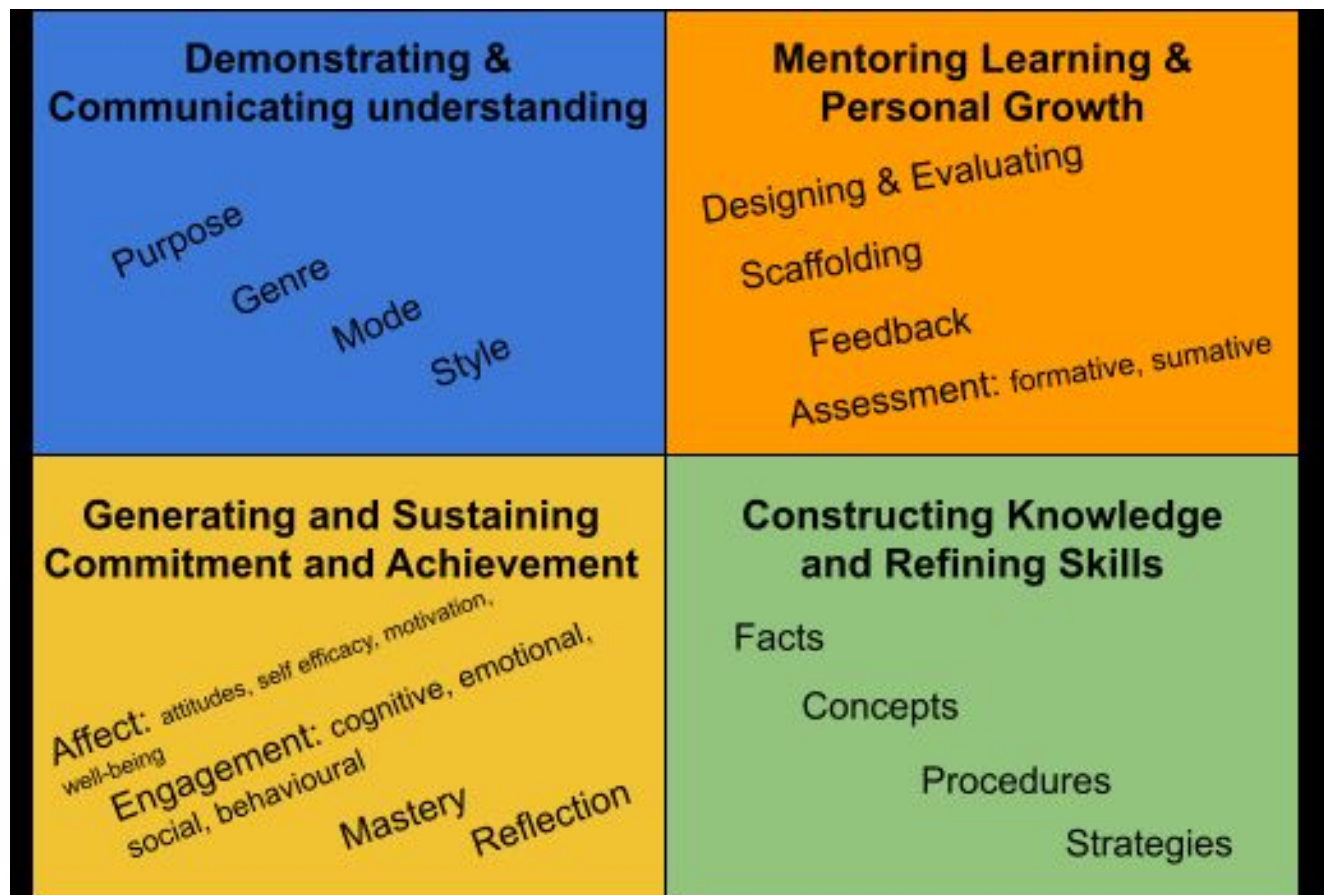 Demonstrating &
Communicating understanding
Purpose
Genre
Mode
Style
Mentoring Learning &
Personal Growth
Designing & Evaluating
Scaffolding
Feedback
Assessment: formative, sumative
Generating and Sustaining
Commitment and Achievement
Affect: attitudes, self efficacy, motivation,
well-being
Engagement: cognitive, emotional,
social, behavioural
Mastery
Reflection
Constructing Knowledge
and Refining Skills
Facts
Concepts
Procedures
Strategies